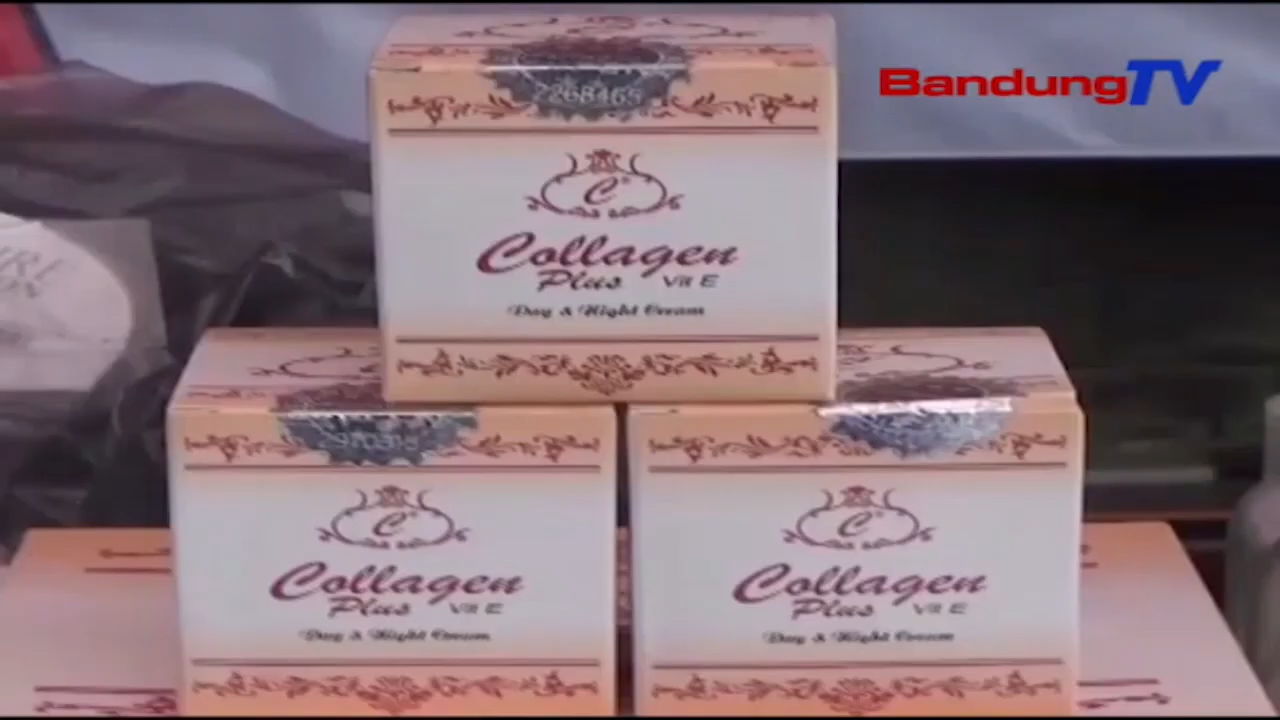 BandungTV
2268465
C
Collagen
Plus Vit E
Day & Night Cream
C
Collagen
Plus Vit E
Day & Night Cream
C
Collagen
Plus Vit E
Day & Night Cream